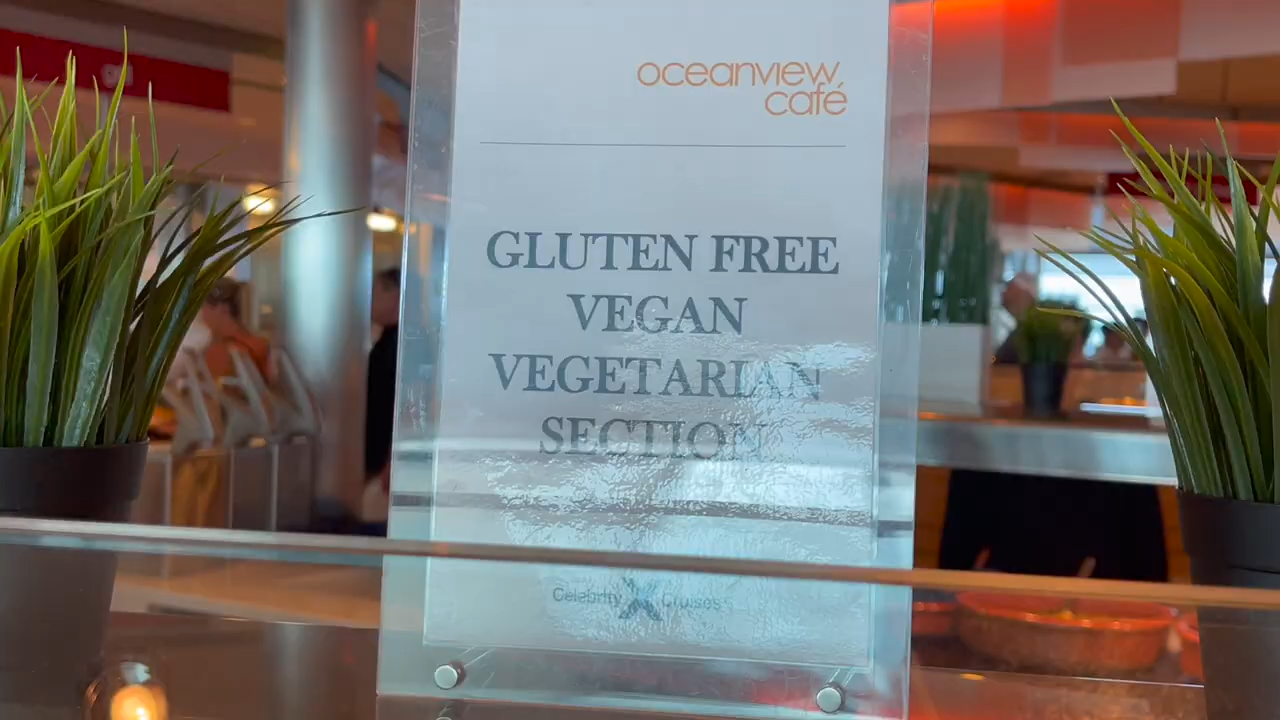 oceanview
café
GLUTEN FREE
VEGAN
VEGETARIAN
SECTION
Celebrity X Cruises